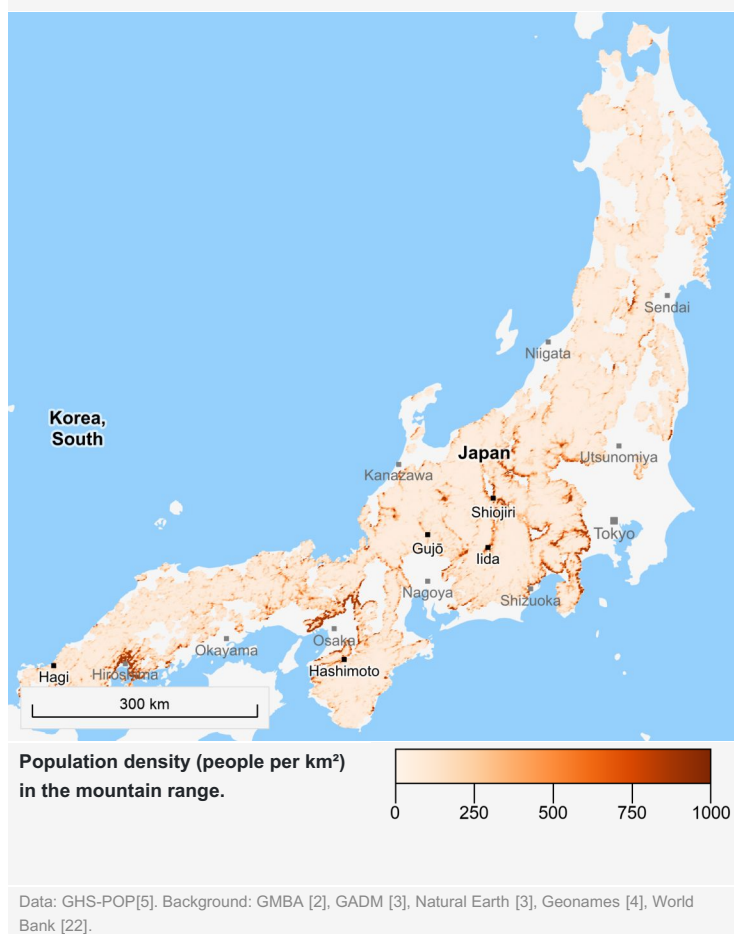 Sendai
Niigata
Korea,
South
Japan
Utsunomiya
Kanazawa
Shiojiri
Tokyo
Gujō
Iida
Nagoya
Shizuoka
Osaka
Okayama
Hagi
Hiroshima
Hashimoto
300 km
Population density (people per km²)
in the mountain range.
0 250 500 750 1000
Data: GHS-POP[5]. Background: GMBA [2], GADM [3], Natural Earth [3], Geonames [4], World
Bank [22].